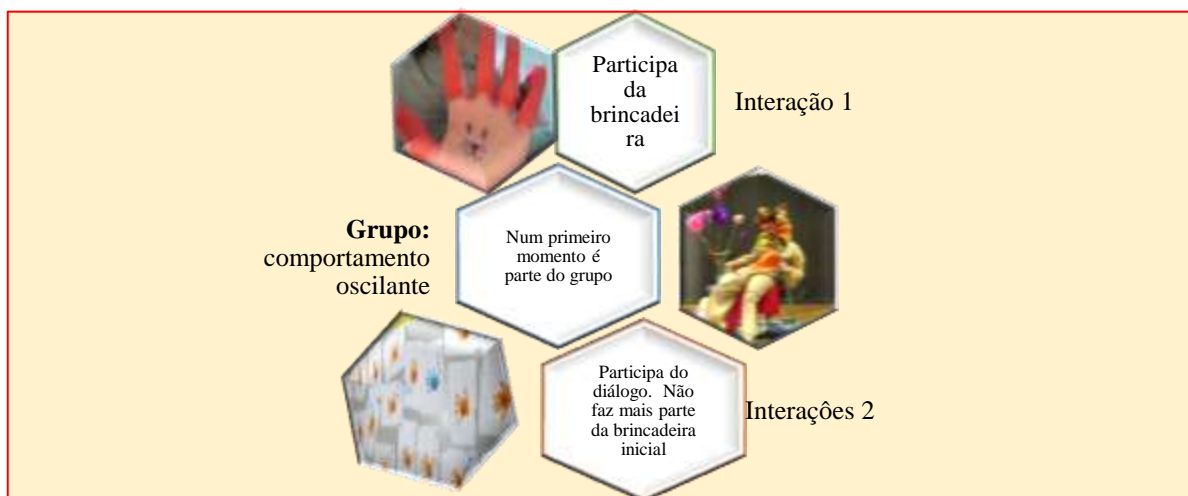 Participa
da
brincadei
ra
Interação 1
Grupo:
comportamento
oscilante
Num primeiro
momento é
parte do grupo
Participa do
diálogo. Não
faz mais parte
da brincadeira
inicial
Interaçôes 2